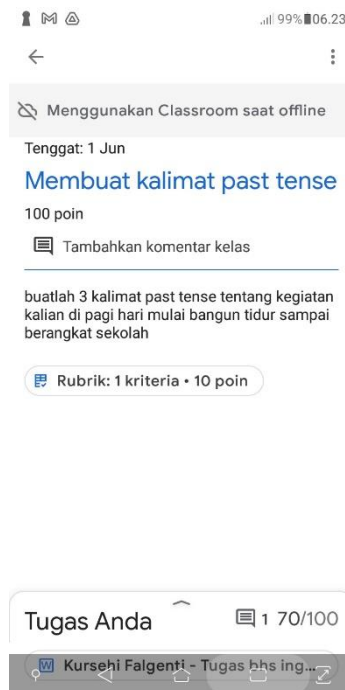 99% 06.23
Menggunakan Classroom saat offline
Tenggat: 1 Jun
Membuat kalimat past tense
100 poin
Tambahkan komentar kelas
buatlah 3 kalimat past tense tentang kegiatan
kalian di pagi hari mulai bangun tidur sampai
berangkat sekolah
Rubrik: 1 kriteria • 10 poin
Tugas Anda 1 70/100
W Kursehi Falgenti - Tugas bhs ing...